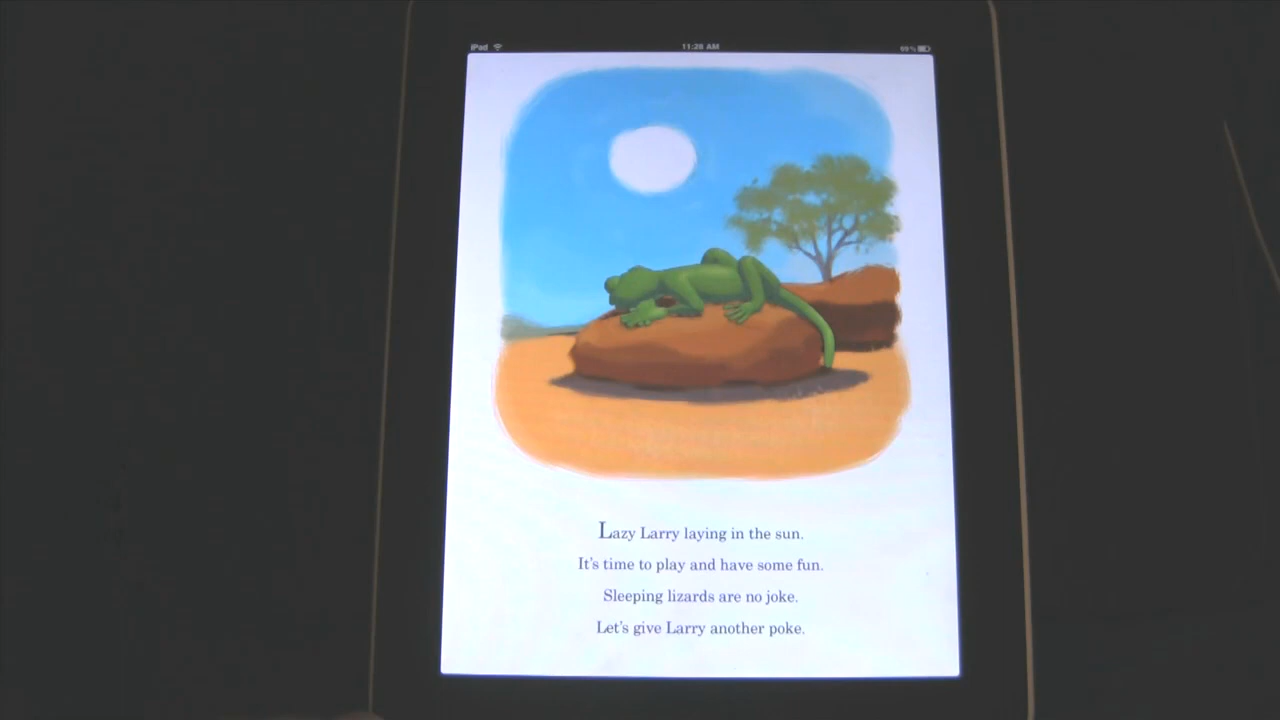 iPad 11:28 AM 69%
Lazy Larry laying in the sun.
It's time to play and have some fun.
Sleeping lizards are no joke.
Let's give Larry another poke.